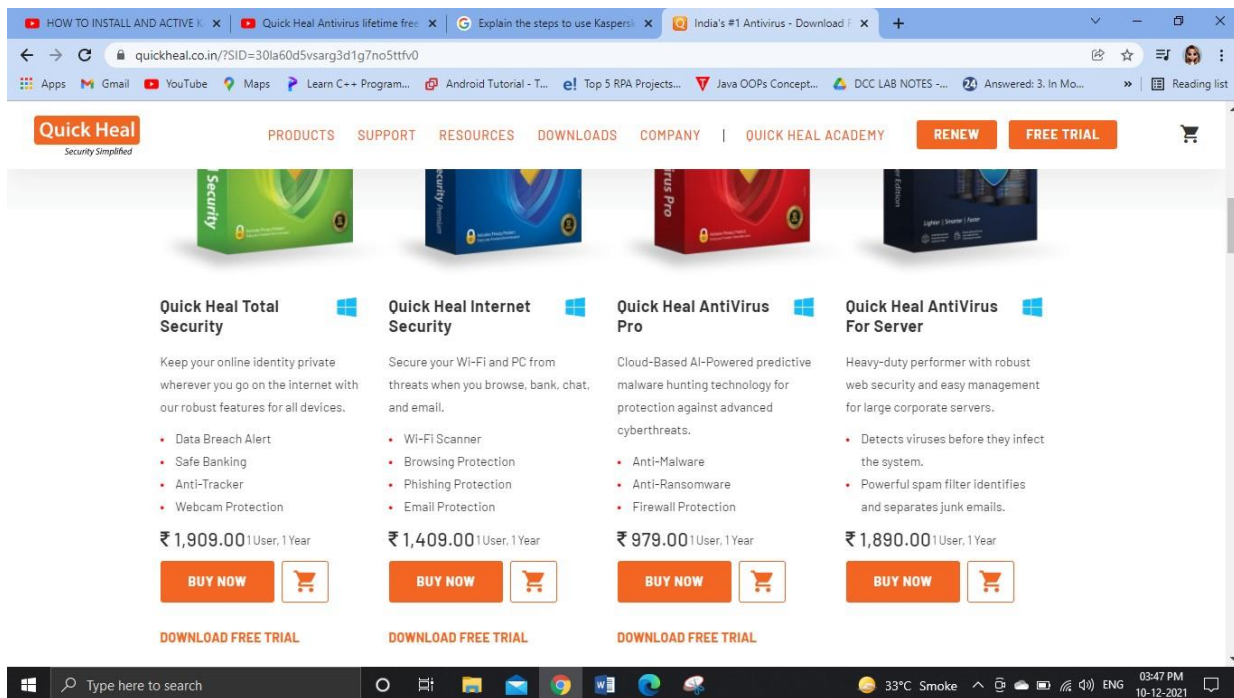 HOW TO INSTALL AND ACTIVE K
Quick Heal Antivirus lifetime free
Explain the steps to use Kaspersk
India's #1 Antivirus - Download F
quickheal.co.in/?SID=30la60d5vsarg3d1g7no5ttfv0
Apps Gmail YouTube Maps Learn C++ Program... Android Tutorial - T... Top 5 RPA Projects... Java OOPs Concept... DCC LAB NOTES -... Answered: 3. In Mo... » Reading list
Quick Heal
Security Simplified
PRODUCTS SUPPORT RESOURCES DOWNLOADS COMPANY | QUICK HEAL ACADEMY RENEW FREE TRIAL
l Security
ecurity Premium
irus Pro
er Edition
Lighter | Smarter | Faster
Quick Heal Total
Security
Keep your online identity private
wherever you go on the internet with
our robust features for all devices.
• Data Breach Alert
• Safe Banking
• Anti-Tracker
• Webcam Protection
₹ 1,909.00 1 User, 1 Year
BUY NOW
DOWNLOAD FREE TRIAL
Quick Heal Internet
Security
Secure your Wi-Fi and PC from
threats when you browse, bank, chat,
and email.
• Wi-Fi Scanner
• Browsing Protection
• Phishing Protection
• Email Protection
₹ 1,409.00 1 User, 1 Year
BUY NOW
DOWNLOAD FREE TRIAL
Quick Heal AntiVirus
Pro
Cloud-Based AI-Powered predictive
malware hunting technology for
protection against advanced
cyberthreats.
• Anti-Malware
• Anti-Ransomware
• Firewall Protection
₹ 979.00 1 User, 1 Year
BUY NOW
DOWNLOAD FREE TRIAL
Quick Heal AntiVirus
For Server
Heavy-duty performer with robust
web security and easy management
for large corporate servers.
• Detects viruses before they infect
the system.
• Powerful spam filter identifies
and separates junk emails.
₹ 1,890.00 1 User, 1 Year
BUY NOW
Type here to search
33°C Smoke
ENG
03:47 PM
10-12-2021